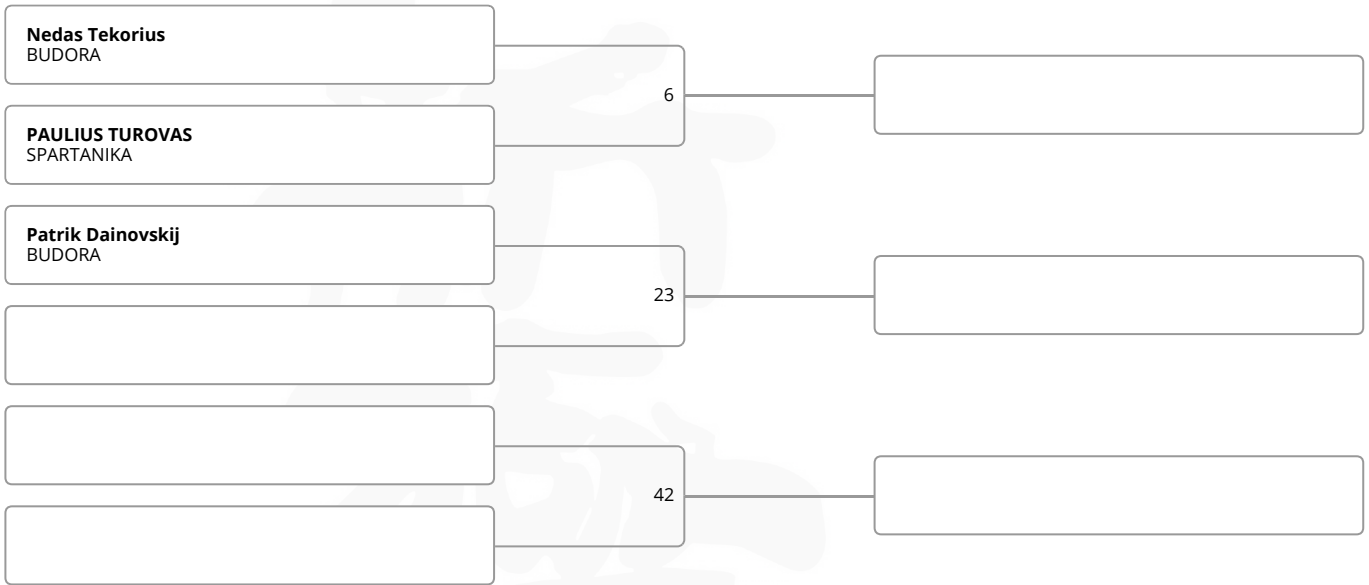 Nedas Tekorius
BUDORA
6
PAULIUS TUROVAS
SPARTANIKA
Patrik Dainovskij
BUDORA
23
42